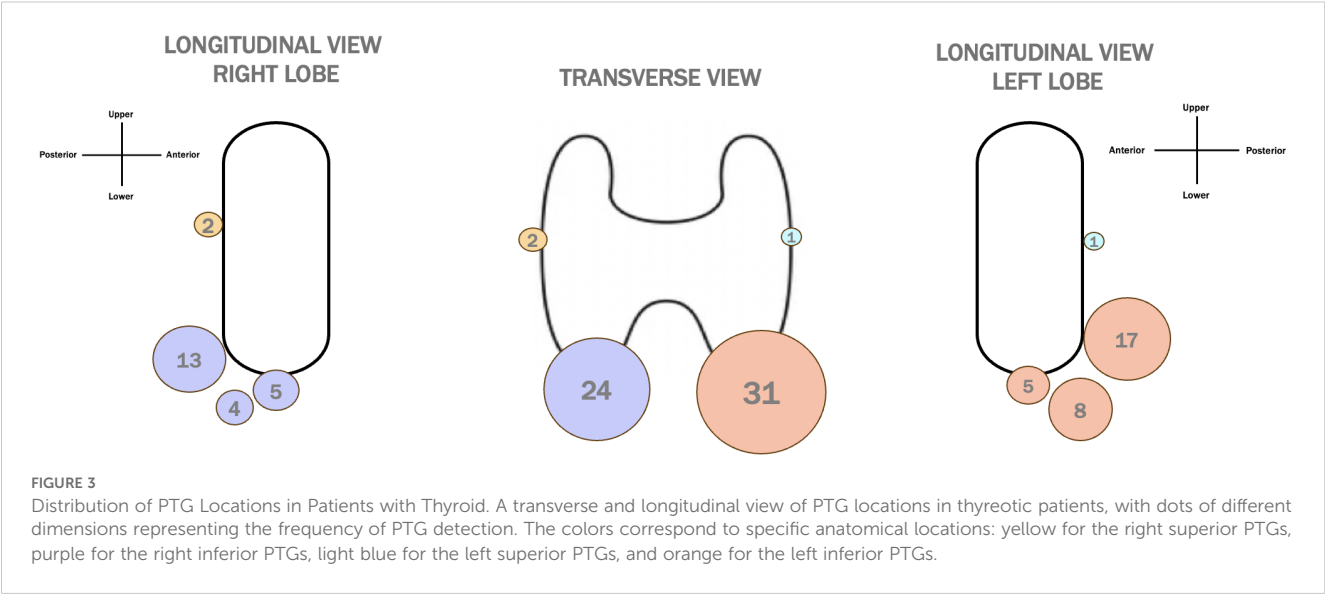 LONGITUDINAL VIEW
RIGHT LOBE
TRANSVERSE VIEW
LONGITUDINAL VIEW
LEFT LOBE
Upper
Posterior
Anterior
Lower
Upper
Anterior
Posterior
Lower
2
13
4
5
2
1
24
31
1
17
5
8
FIGURE 3
Distribution of PTG Locations in Patients with Thyroid. A transverse and longitudinal view of PTG locations in thyreotic patients, with dots of different
dimensions representing the frequency of PTG detection. The colors correspond to specific anatomical locations: yellow for the right superior PTGs,
purple for the right inferior PTGs, light blue for the left superior PTGs, and orange for the left inferior PTGs.